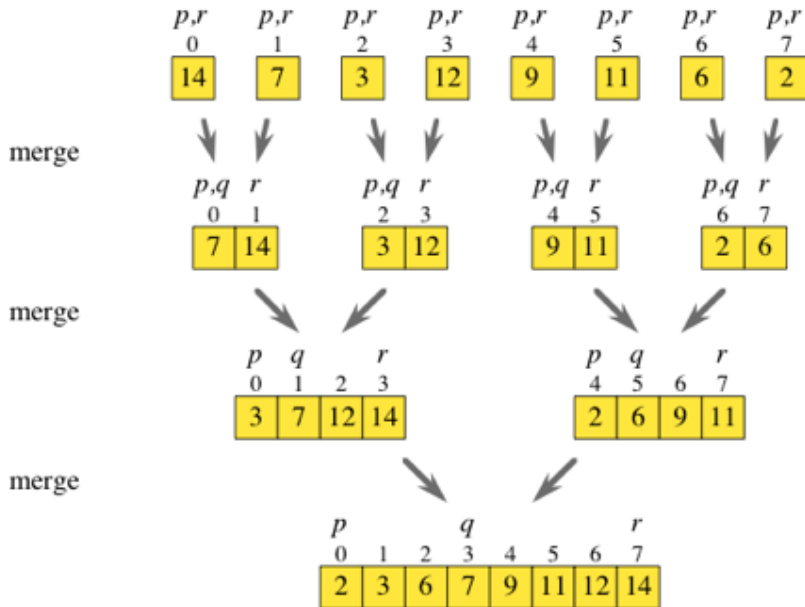 p,r p,r p,r p,r p,r p,r p,r p,r
0 1 2 3 4 5 6 7
14 7 3 12 9 11 6 2
merge
p,q r p,q r p,q r p,q r
0 1 2 3 4 5 6 7
7 14 3 12 9 11 2 6
merge
p q r p q r
0 1 2 3 4 5 6 7
3 7 12 14 2 6 9 11
merge
p q r
0 1 2 3 4 5 6 7
2 3 6 7 9 11 12 14